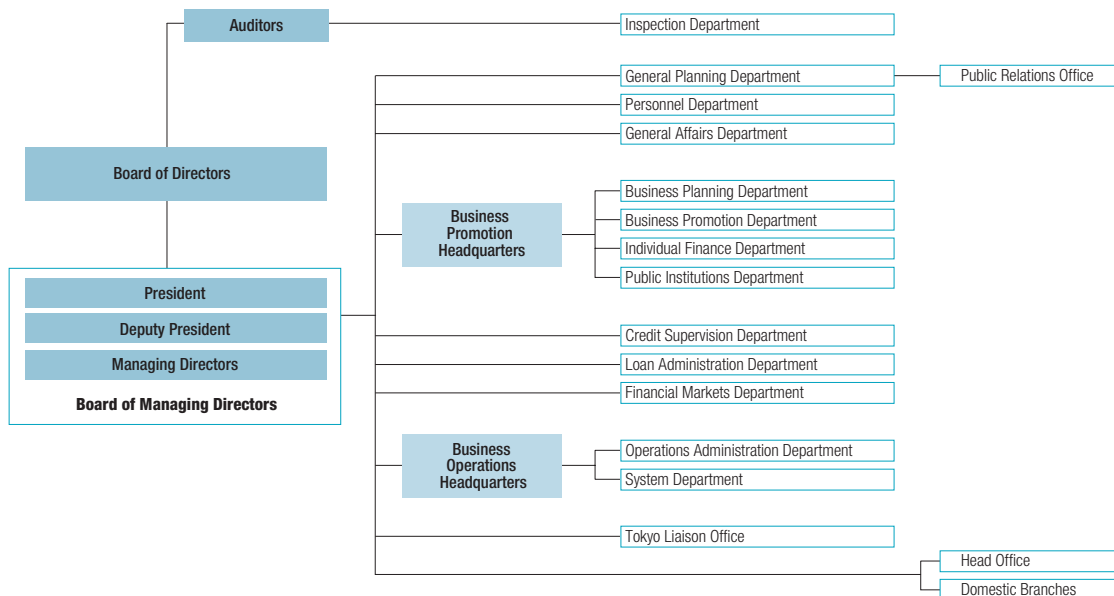 Auditors
Inspection Department
General Planning Department
Public Relations Office
Personnel Department
General Affairs Department
Board of Directors
Business
Promotion
Headquarters
Business Planning Department
Business Promotion Department
Individual Finance Department
Public Institutions Department
President
Deputy President
Managing Directors
Board of Managing Directors
Credit Supervision Department
Loan Administration Department
Financial Markets Department
Business
Operations
Headquarters
Operations Administration Department
System Department
Tokyo Liaison Office
Head Office
Domestic Branches